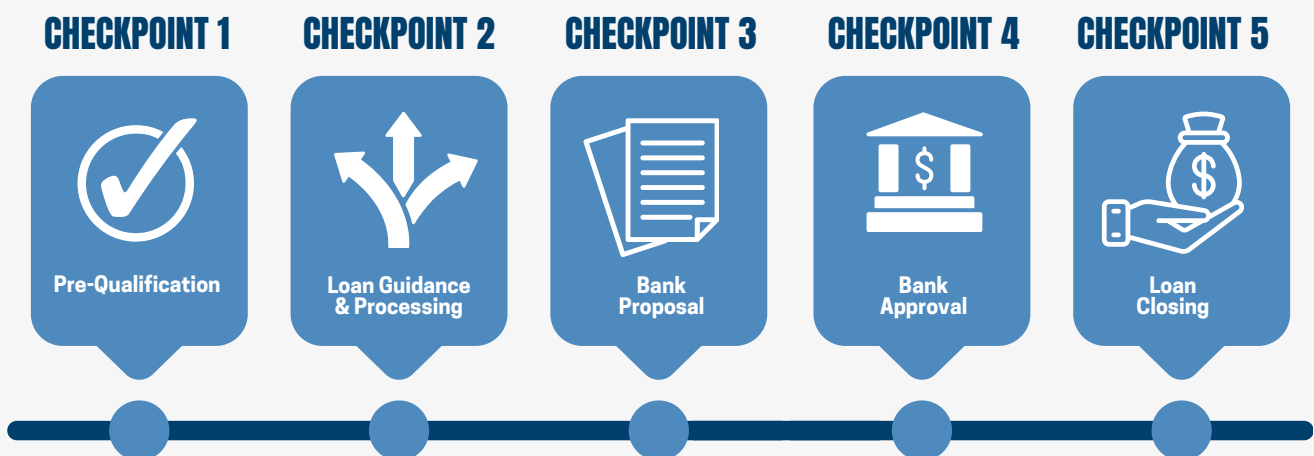 CHECKPOINT 1
CHECKPOINT 2
CHECKPOINT 3
CHECKPOINT 4
CHECKPOINT 5
Pre-Qualification
Loan Guidance
& Processing
Bank
Proposal
$
Bank
Approval
$
Loan
Closing